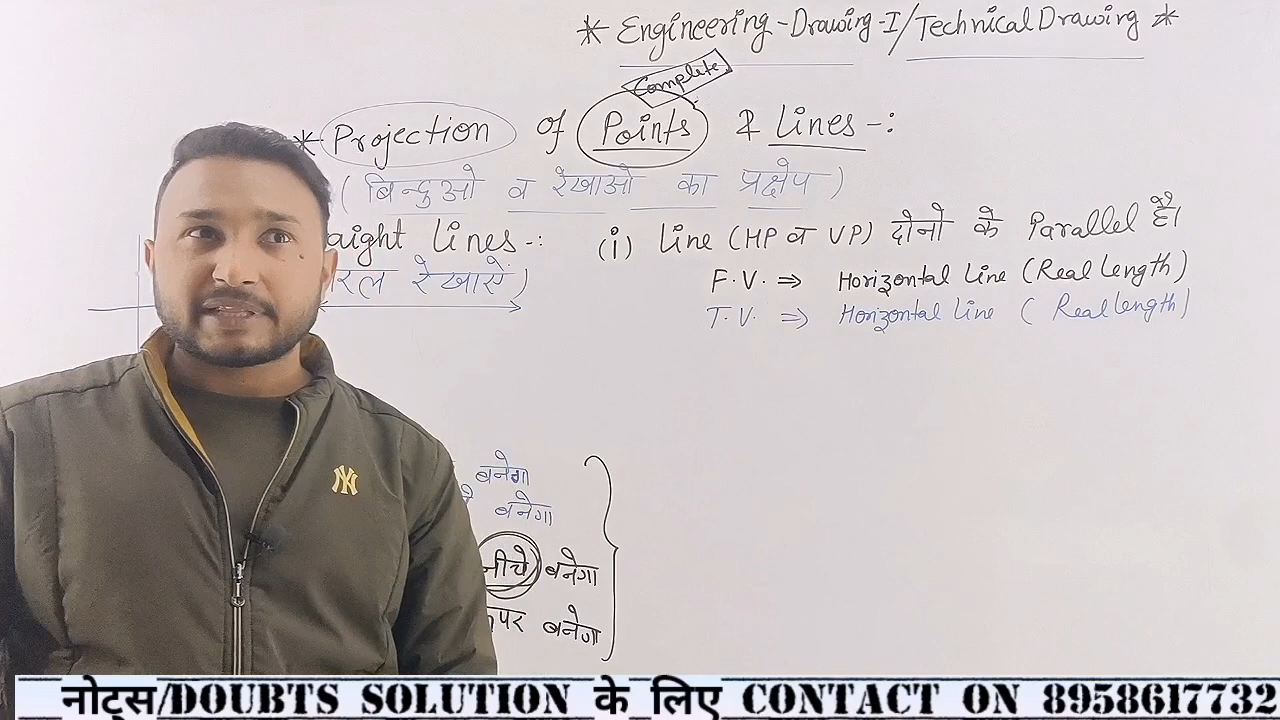 * Engineering-Drawing-I/Technical Drawing *
Complete
* Projection of Points & Lines -:
( बिन्दुओ व रेखाओ का प्रक्षेप )
aight lines -:
रल रेखाऐं )
(i) Line (HP व VP) दोनो के Parallel है।
F.V. ⇒ Horizontal Line (Real Length)
T.V. ⇒ Horizontal Line ( Real length)
बनेगा
बनेगा
नीचे बनेगा
पर बनेगा
NY
नोट्स/DOUBTS SOLUTION के लिए CONTACT ON 8958617732